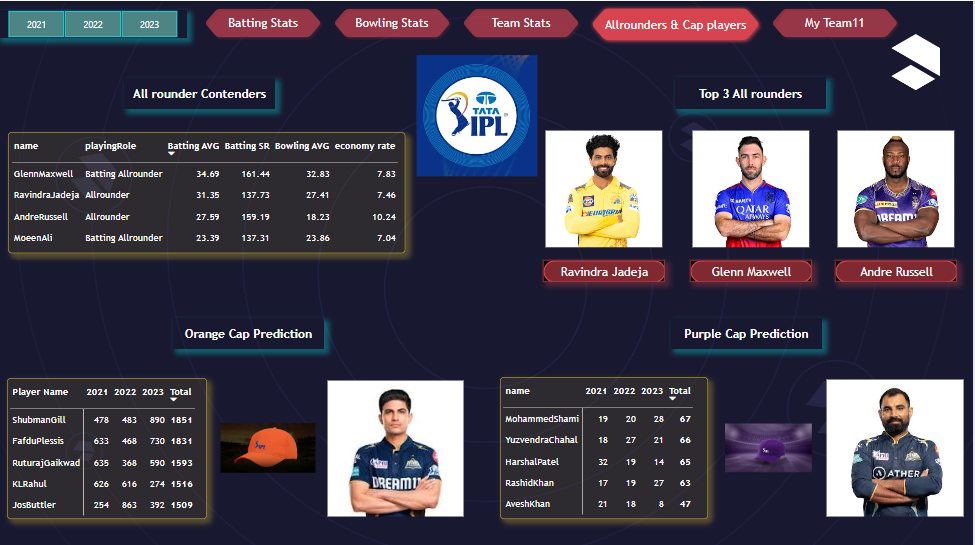 2021 2022 2023 Batting Stats Bowling Stats Team Stats Allrounders & Cap players My Team11
All rounder Contenders
TATA
IPL
Top 3 All rounders
name playingRole Batting AVG Batting SR Bowling AVG economy rate
GlennMaxwell Batting Allrounder 34.69 161.44 32.83 7.83
RavindraJadeja Allrounder 31.35 137.73 27.41 7.46
AndreRussell Allrounder 27.59 159.19 18.23 10.24
MoeenAli Batting Allrounder 23.39 137.31 23.86 7.04
QATAR
AIRWAYS
DREAM11
Ravindra Jadeja Glenn Maxwell Andre Russell
Orange Cap Prediction
Purple Cap Prediction
Player Name 2021 2022 2023 Total
ShubmanGill 478 483 890 1851
FafduPlessis 633 468 730 1831
RuturajGaikwad 635 368 590 1593
KLRahul 626 616 274 1516
JosButtler 254 863 392 1509
IPL
DREAM11
name 2021 2022 2023 Total
MohammedShami 19 20 28 67
YuzvendraChahal 18 27 21 66
HarshalPatel 32 19 14 65
RashidKhan 17 19 27 63
AveshKhan 21 18 8 47
ATHER